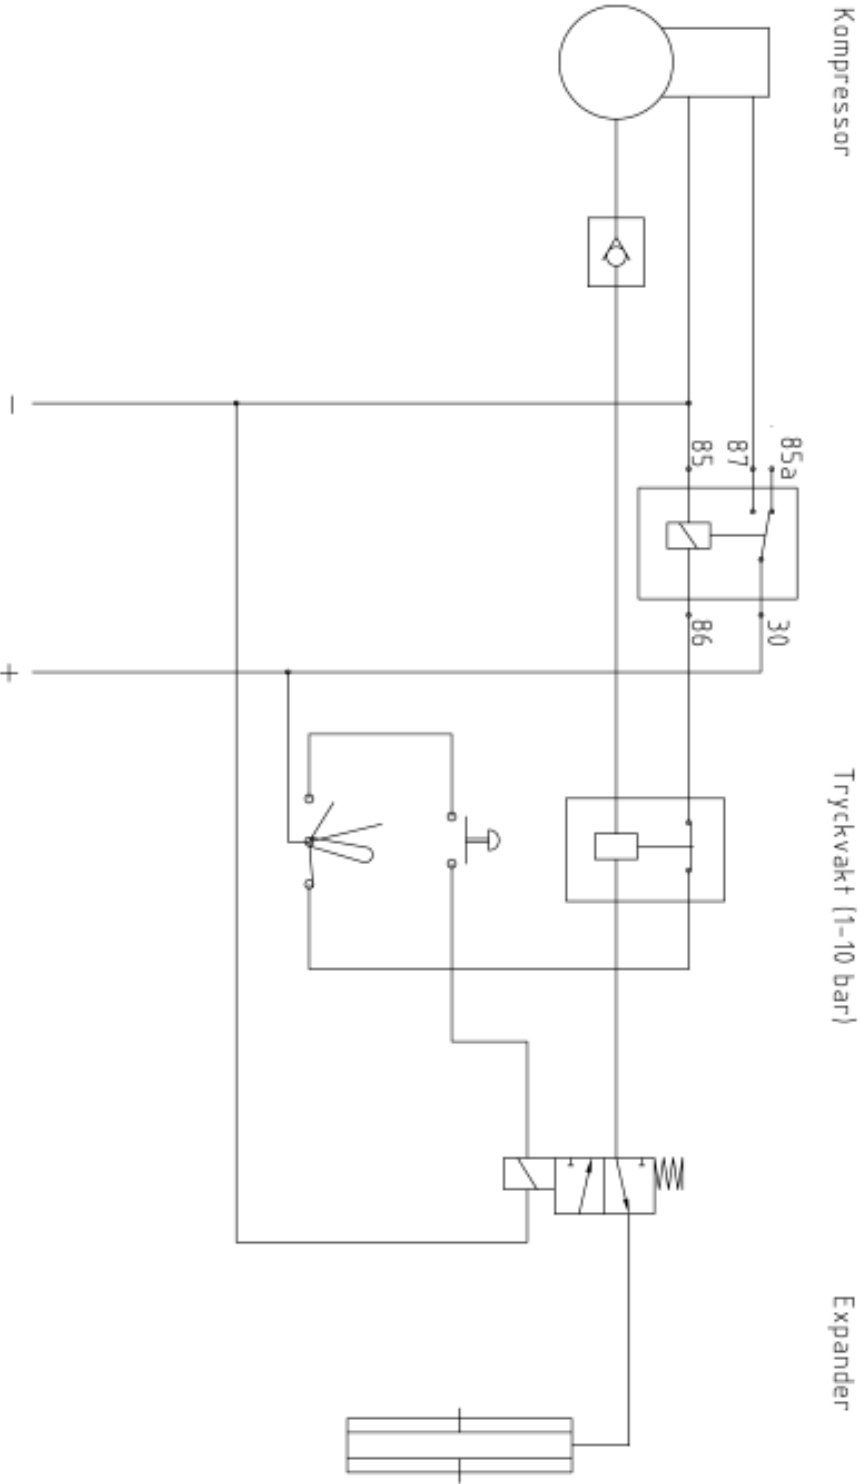 Kompressor
Tryckvakt (1-10 bar)
Expander
85a
87
85
30
86
-
+